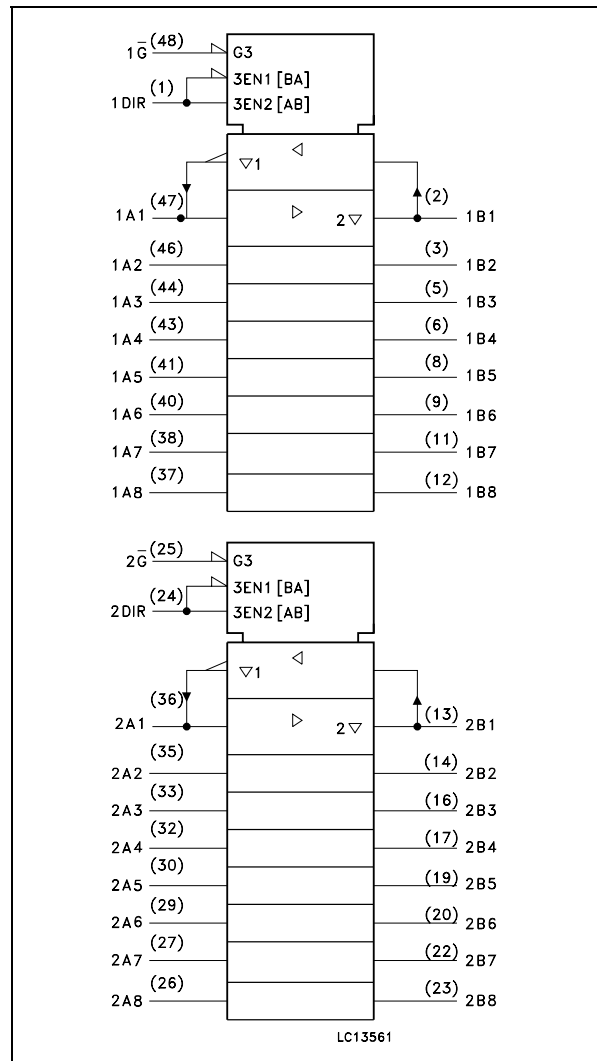 1G̅ (48) G3
3EN1 [BA]
1DIR (1) 3EN2 [AB]
▽1 ◁
1A1 (47) ▷ 2▽ (2) 1B1
1A2 (46) (3) 1B2
1A3 (44) (5) 1B3
1A4 (43) (6) 1B4
1A5 (41) (8) 1B5
1A6 (40) (9) 1B6
1A7 (38) (11) 1B7
1A8 (37) (12) 1B8
2G̅ (25) G3
3EN1 [BA]
2DIR (24) 3EN2 [AB]
▽1 ◁
2A1 (36) ▷ 2▽ (13) 2B1
2A2 (35) (14) 2B2
2A3 (33) (16) 2B3
2A4 (32) (17) 2B4
2A5 (30) (19) 2B5
2A6 (29) (20) 2B6
2A7 (27) (22) 2B7
2A8 (26) (23) 2B8
LC13561